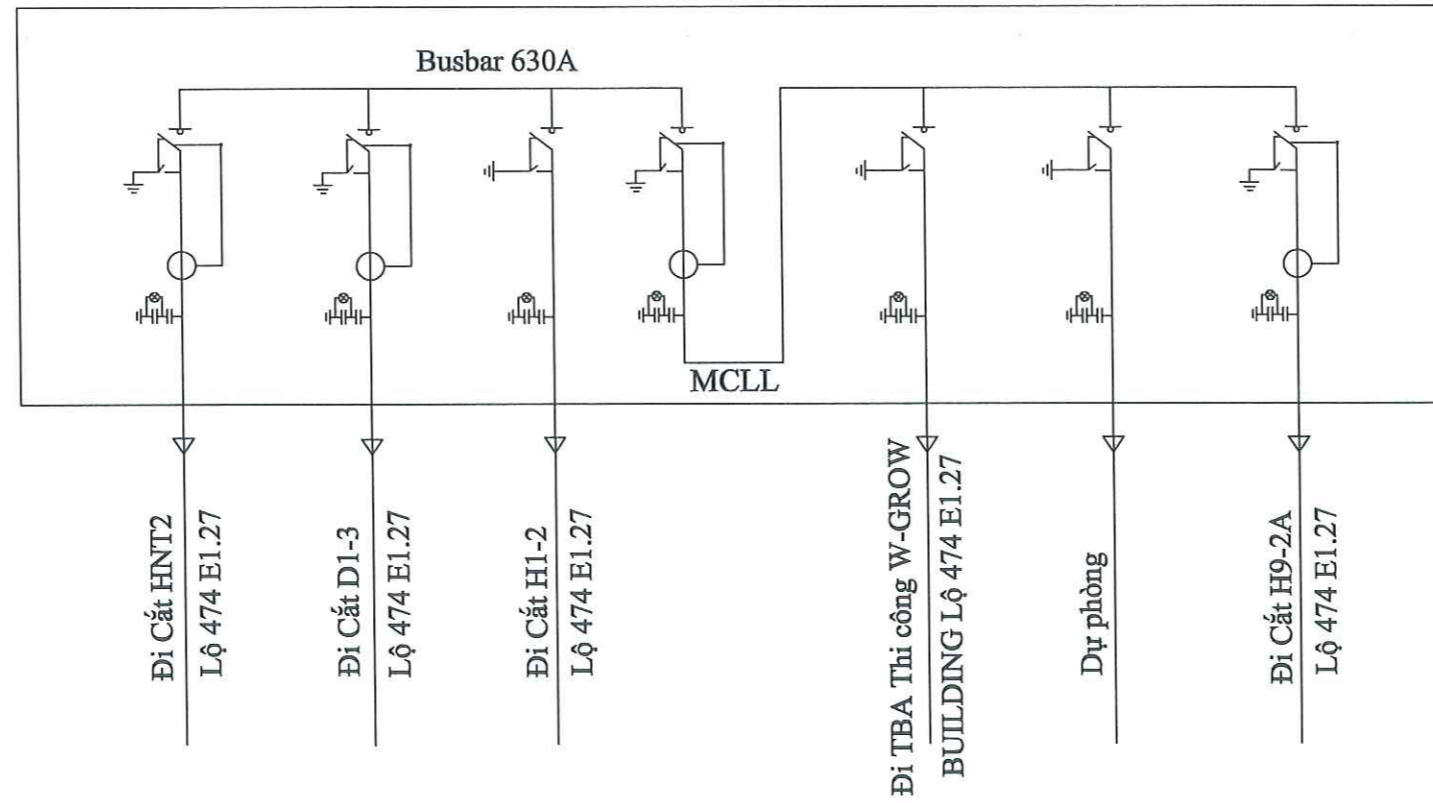 Busbar 630A
MCLL
Đi Cắt HNT2
Lộ 474 E1.27
Đi Cắt D1-3
Lộ 474 E1.27
Đi Cắt H1-2
Lộ 474 E1.27
Đi TBA Thi công W-GROW
BUILDING Lộ 474 E1.27
Dự phòng
Đi Cắt H9-2A
Lộ 474 E1.27